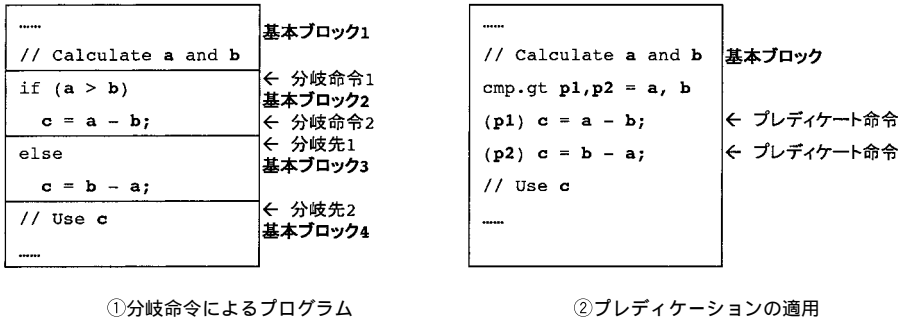 ……
基本ブロック1
// Calculate a and b
if (a > b)
← 分岐命令1
基本ブロック2
c = a - b;
← 分岐命令2
else
← 分岐先1
基本ブロック3
c = b - a;
// Use c
← 分岐先2
基本ブロック4
……
①分岐命令によるプログラム
……
// Calculate a and b
基本ブロック
cmp.gt p1,p2 = a, b
(p1) c = a - b;
← プレディケート命令
(p2) c = b - a;
← プレディケート命令
// Use c
……
②プレディケーションの適用